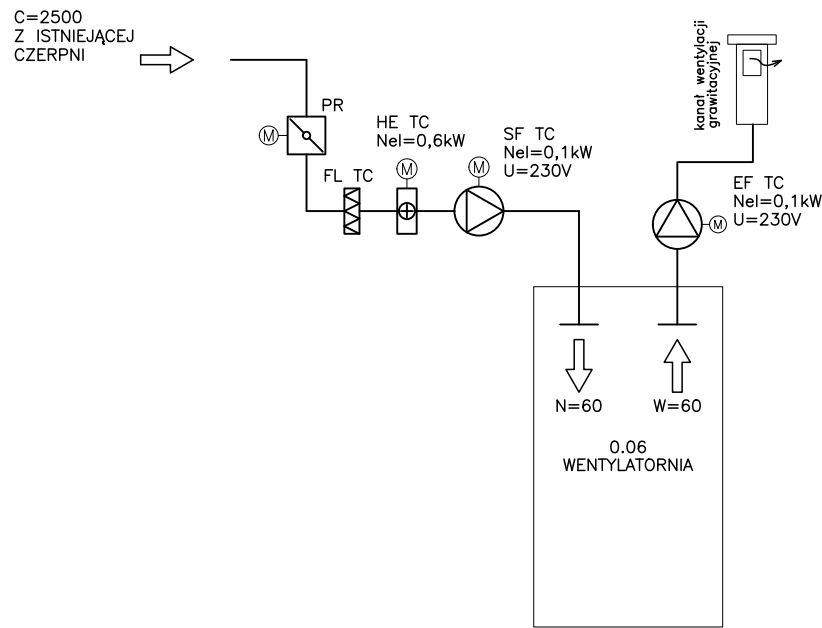 C=2500
Z ISTNIEJĄCEJ
CZERPNI
kanał wentylacji
grawitacyjnej
PR
M
HE TC
Nel=0,6kW
M
SF TC
Nel=0,1kW
U=230V
M
FL TC
EF TC
Nel=0,1kW
U=230V
M
N=60
W=60
0.06
WENTYLATORNIA